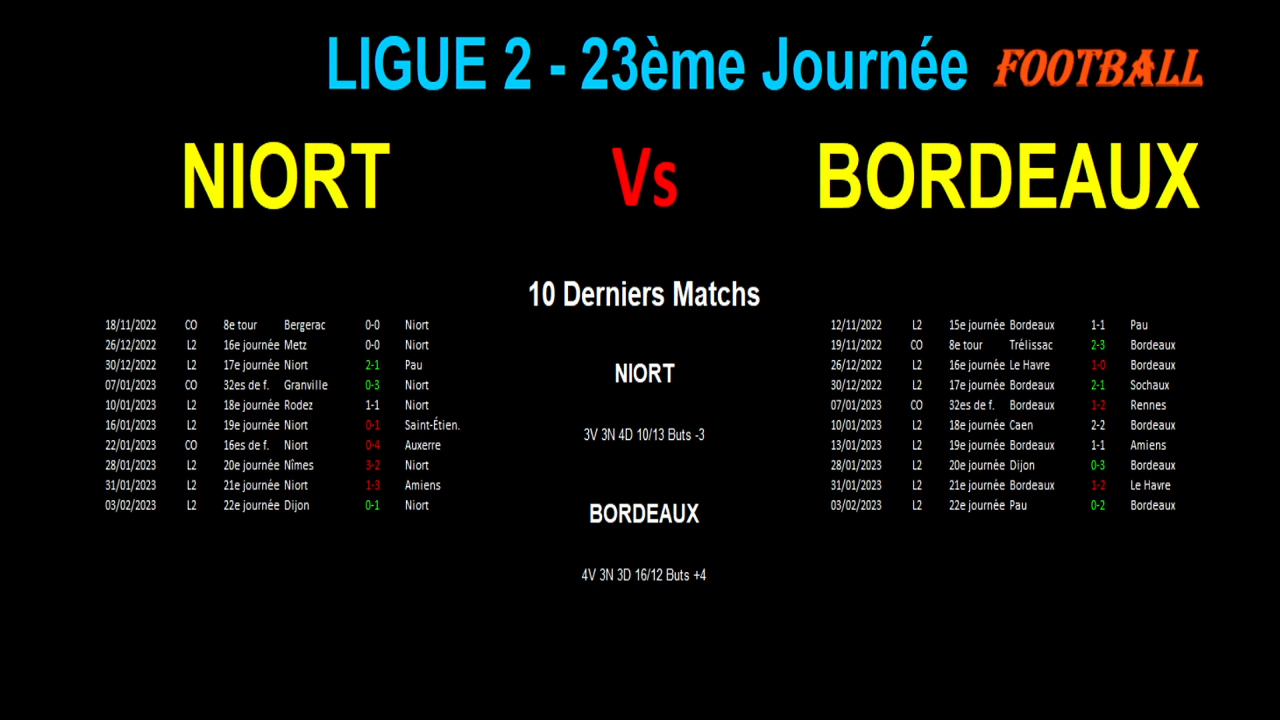 LIGUE 2 - 23ème Journée FOOTBALL
NIORT Vs BORDEAUX
10 Derniers Matchs
18/11/2022 CO 8e tour Bergerac 0-0 Niort
26/12/2022 L2 16e journée Metz 0-0 Niort
30/12/2022 L2 17e journée Niort 2-1 Pau
07/01/2023 CO 32es de f. Granville 0-3 Niort
10/01/2023 L2 18e journée Rodez 1-1 Niort
16/01/2023 L2 19e journée Niort 0-1 Saint-Étien.
22/01/2023 CO 16es de f. Niort 0-4 Auxerre
28/01/2023 L2 20e journée Nîmes 3-2 Niort
31/01/2023 L2 21e journée Niort 1-3 Amiens
03/02/2023 L2 22e journée Dijon 0-1 Niort
NIORT
3V 3N 4D 10/13 Buts -3
BORDEAUX
4V 3N 3D 16/12 Buts +4
12/11/2022 L2 15e journée Bordeaux 1-1 Pau
19/11/2022 CO 8e tour Trélissac 2-3 Bordeaux
26/12/2022 L2 16e journée Le Havre 1-0 Bordeaux
30/12/2022 L2 17e journée Bordeaux 2-1 Sochaux
07/01/2023 CO 32es de f. Bordeaux 1-2 Rennes
10/01/2023 L2 18e journée Caen 2-2 Bordeaux
13/01/2023 L2 19e journée Bordeaux 1-1 Amiens
28/01/2023 L2 20e journée Dijon 0-3 Bordeaux
31/01/2023 L2 21e journée Bordeaux 1-2 Le Havre
03/02/2023 L2 22e journée Pau 0-2 Bordeaux